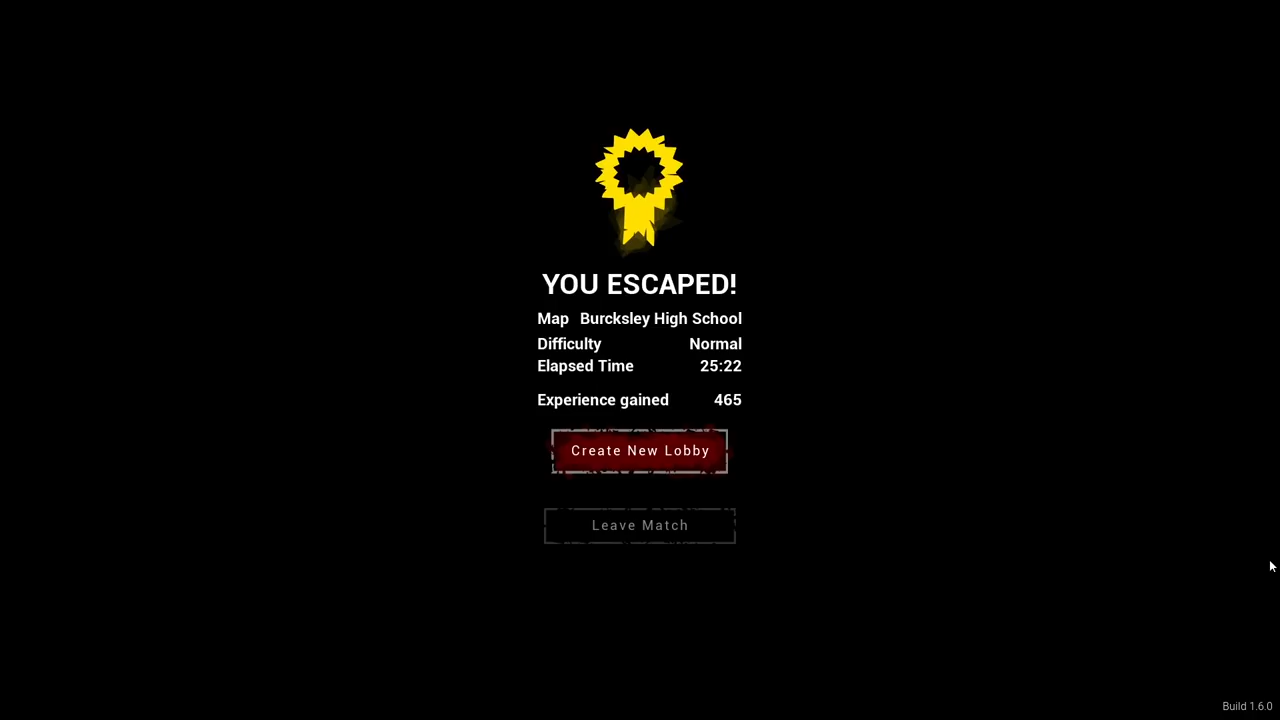 YOU ESCAPED!
Map Burcksley High School
Difficulty Normal
Elapsed Time 25:22
Experience gained 465
Create New Lobby
Leave Match
Build 1.6.0